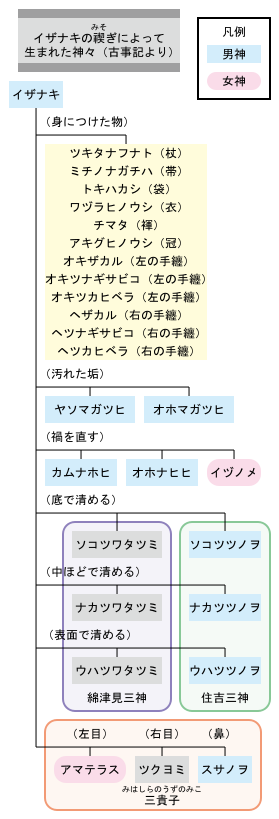 みそ
イザナキの禊ぎによって
生まれた神々（古事記より）
凡例
男神
女神
イザナキ
（身につけた物）
ツキタナフナト（杖）
ミチノナガチハ（帯）
トキハカシ（袋）
ワヅラヒノウシ（衣）
チマタ（褌）
アキグヒノウシ（冠）
オキザカル（左の手纏）
オキツナギサビコ（左の手纏）
オキツカヒベラ（左の手纏）
ヘザカル（右の手纏）
ヘツナギサビコ（右の手纏）
ヘツカヒベラ（右の手纏）
（汚れた垢）
ヤソマガツヒ オホマガツヒ
（禍を直す）
カムナホヒ オホナヒヒ イヅノメ
（底で清める）
ソコツワタツミ ソコツツノヲ
（中ほどで清める）
ナカツワタツミ ナカツツノヲ
（表面で清める）
ウハツワタツミ ウハツツノヲ
綿津見三神 住吉三神
（左目） （右目） （鼻）
アマテラス ツクヨミ スサノヲ
みはしらのうずのみこ
三貴子